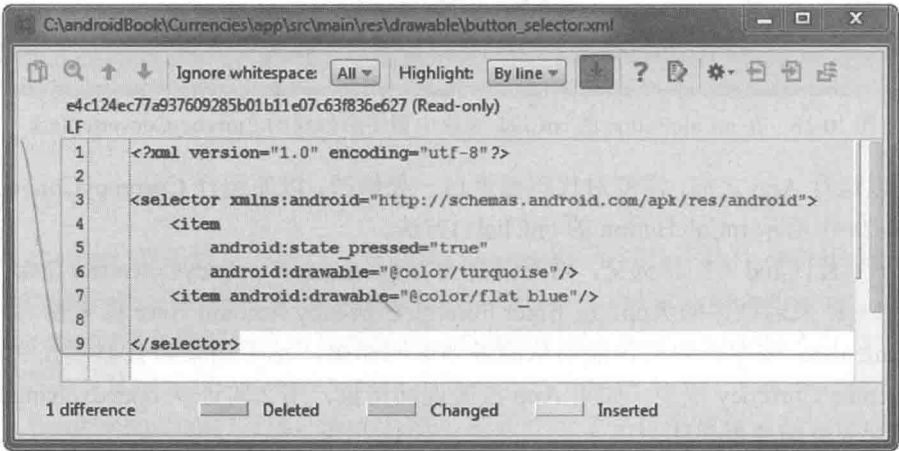 C:\androidBook\Currencies\app\src\main\res\drawable\button_selector.xml
Ignore whitespace: All Highlight: By line ?
e4c124ec77a937609285b01b11e07c63f836e627 (Read-only)
LF
1 <?xml version="1.0" encoding="utf-8"?>
2
3 <selector xmlns:android="http://schemas.android.com/apk/res/android">
4 <item
5 android:state_pressed="true"
6 android:drawable="@color/turquoise"/>
7 <item android:drawable="@color/flat_blue"/>
8
9 </selector>
1 difference Deleted Changed Inserted